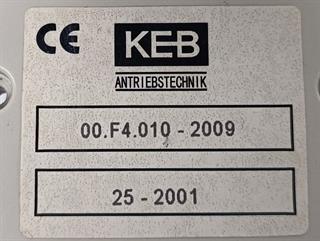 CE KEB
ANTRIEBSTECHNIK
00.F4.010 - 2009
25 - 2001